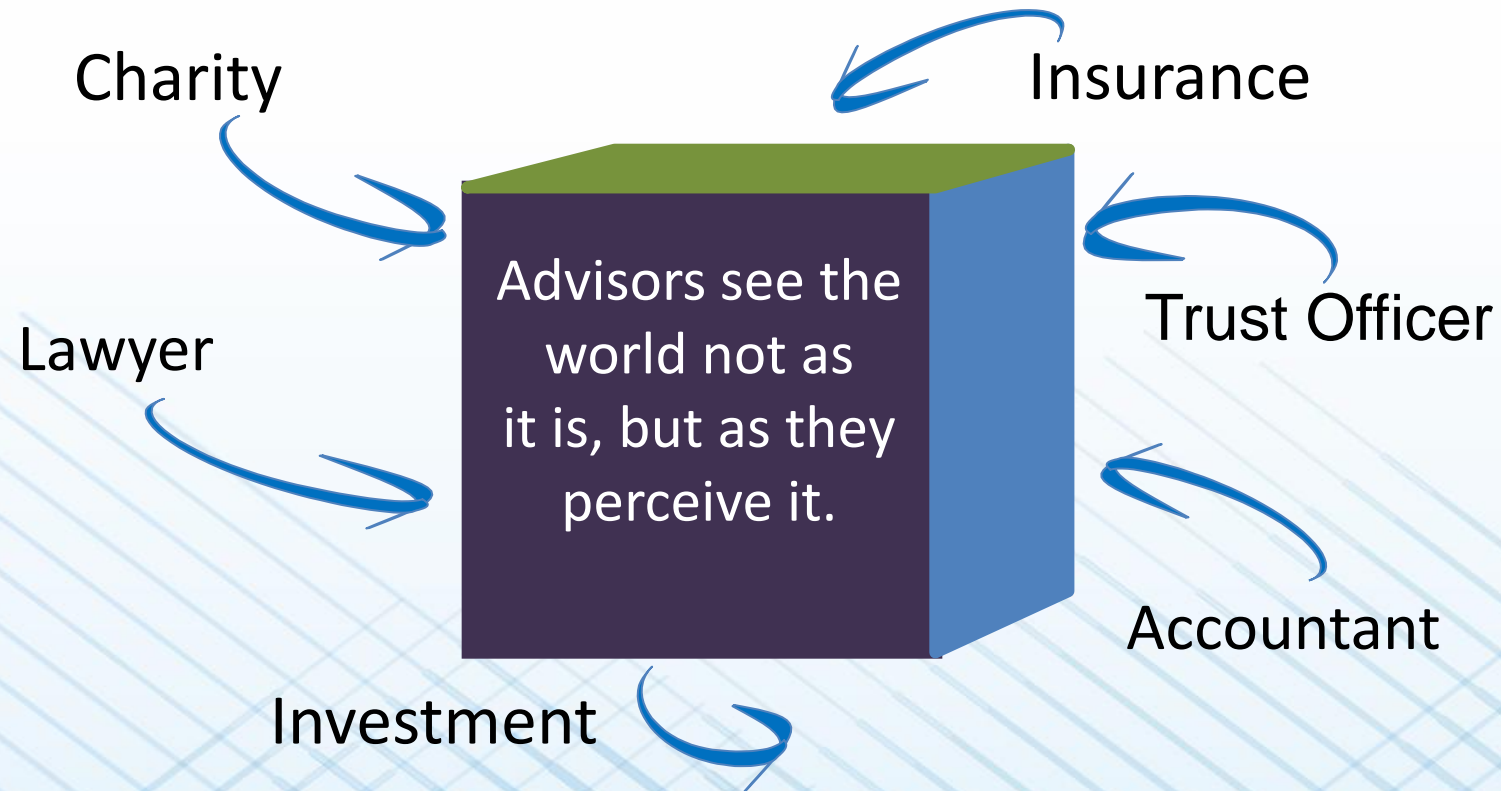 Charity
Insurance
Trust Officer
Lawyer
Advisors see the
world not as
it is, but as they
perceive it.
Accountant
Investment